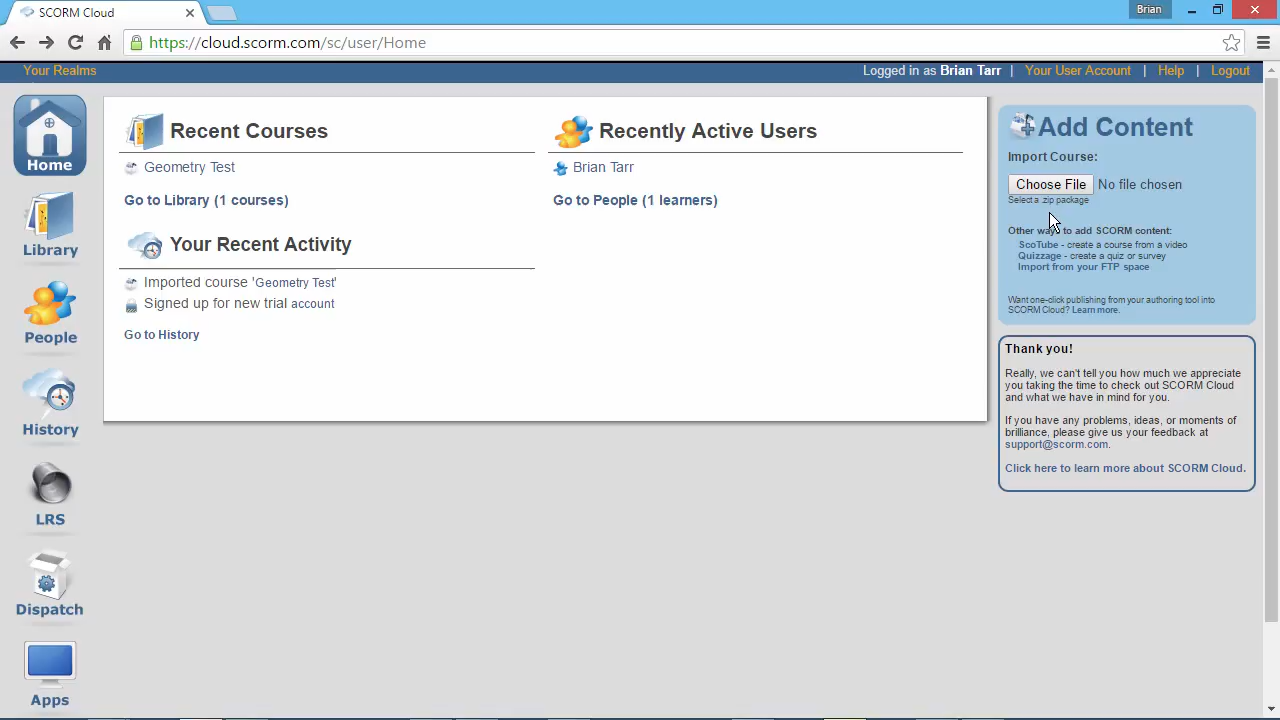 SCORM Cloud
Brian
https://cloud.scorm.com/sc/user/Home
Your Realms
Logged in as Brian Tarr | Your User Account | Help | Logout
Home
Library
People
History
LRS
Dispatch
Apps
Recent Courses
Geometry Test
Go to Library (1 courses)
Your Recent Activity
Imported course 'Geometry Test'
Signed up for new trial account
Go to History
Recently Active Users
Brian Tarr
Go to People (1 learners)
Add Content
Import Course:
Choose File No file chosen
Select a .zip package
Other ways to add SCORM content:
ScoTube - create a course from a video
Quizzage - create a quiz or survey
Import from your FTP space
Want one-click publishing from your authoring tool into
SCORM Cloud? Learn more.
Thank you!
Really, we can't tell you how much we appreciate
you taking the time to check out SCORM Cloud
and what we have in mind for you.
If you have any problems, ideas, or moments of
brilliance, please give us your feedback at
support@scorm.com.
Click here to learn more about SCORM Cloud.